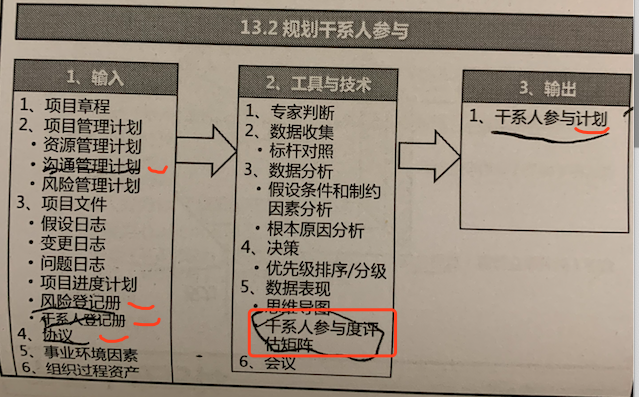 13.2 规划干系人参与
1、输入
1、项目章程
2、项目管理计划
·资源管理计划
·沟通管理计划
·风险管理计划
3、项目文件
·假设日志
·变更日志
·问题日志
·项目进度计划
·风险登记册
·干系人登记册
4、协议
5、事业环境因素
6、组织过程资产
2、工具与技术
1、专家判断
2、数据收集
·标杆对照
3、数据分析
·假设条件和制约
因素分析
·根本原因分析
4、决策
·优先级排序/分级
5、数据表现
·思维导图
·干系人参与度评
估矩阵
6、会议
3、输出
1、干系人参与计划